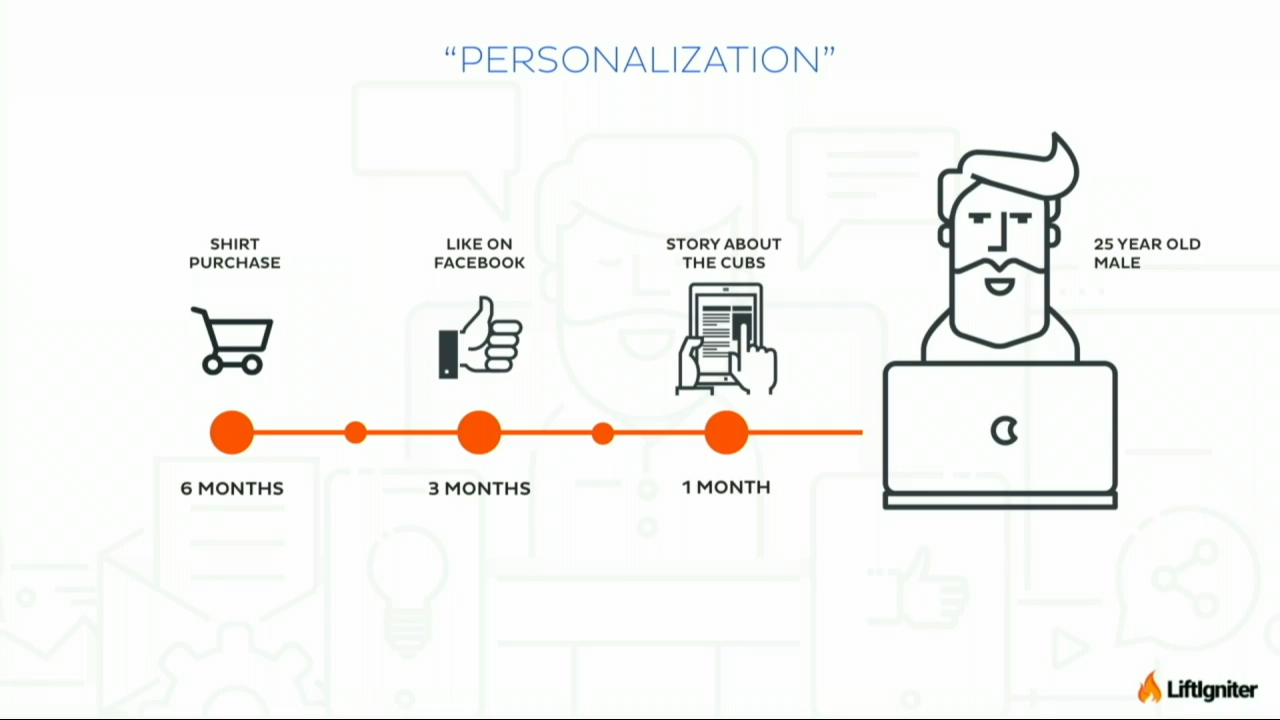 “PERSONALIZATION”
SHIRT
PURCHASE
LIKE ON
FACEBOOK
STORY ABOUT
THE CUBS
25 YEAR OLD
MALE
6 MONTHS
3 MONTHS
1 MONTH
LiftIgniter